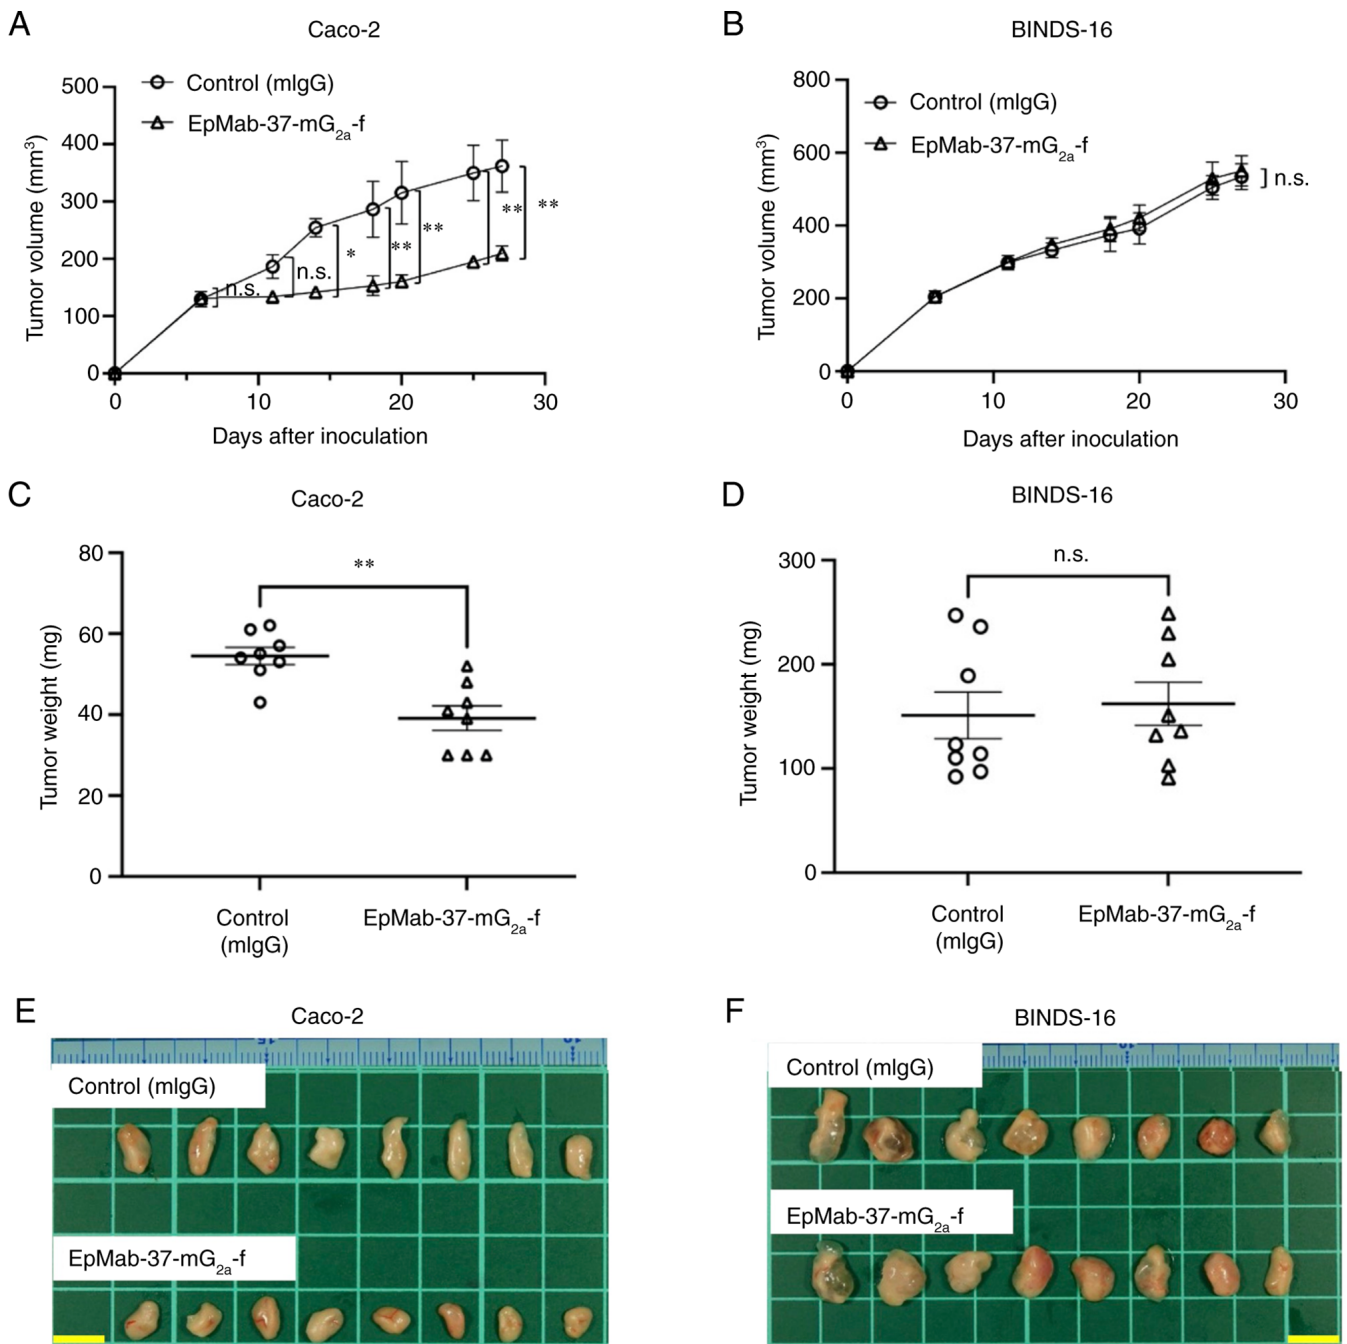 A
Caco-2
Control (mIgG)
EpMab-37-mG2a-f
500
400
300
200
100
0
Tumor volume (mm3)
n.s.
n.s.
*
**
**
**
**
0
10
20
30
Days after inoculation
B
BINDS-16
Control (mIgG)
EpMab-37-mG2a-f
800
600
400
200
0
Tumor volume (mm3)
n.s.
0
10
20
30
Days after inoculation
C
Caco-2
**
80
60
40
20
0
Tumor weight (mg)
Control
(mIgG)
EpMab-37-mG2a-f
D
BINDS-16
n.s.
300
200
100
0
Tumor weight (mg)
Control
(mIgG)
EpMab-37-mG2a-f
E
Caco-2
Control (mIgG)
EpMab-37-mG2a-f
F
BINDS-16
Control (mIgG)
EpMab-37-mG2a-f